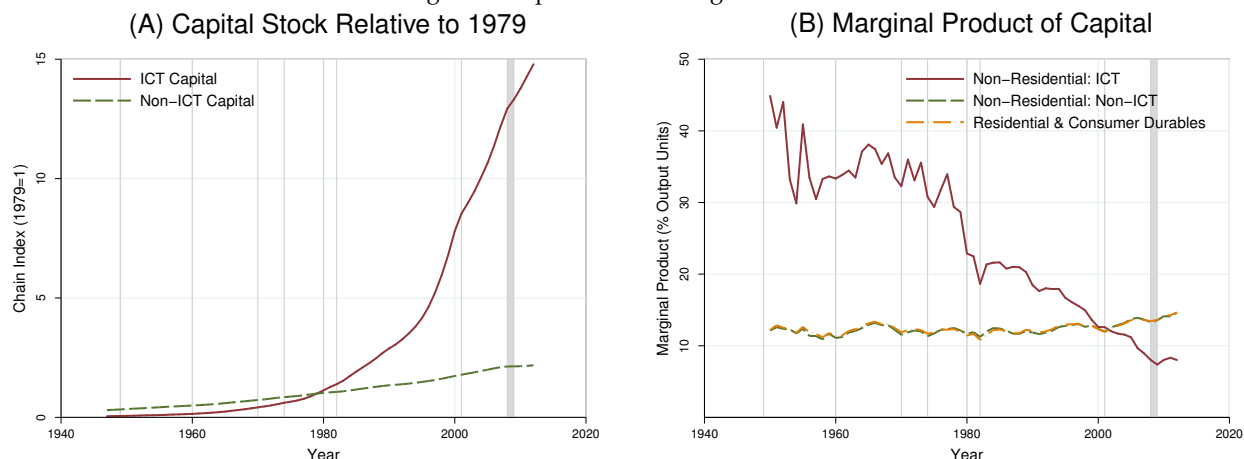 (A) Capital Stock Relative to 1979
15
10
5
0
Chain Index (1979=1)
ICT Capital
Non−ICT Capital
1940
1960
1980
2000
2020
Year
(B) Marginal Product of Capital
50
40
30
20
10
Marginal Product (% Output Units)
Non−Residential: ICT
Non−Residential: Non−ICT
Residential & Consumer Durables
1940
1960
1980
2000
2020
Year